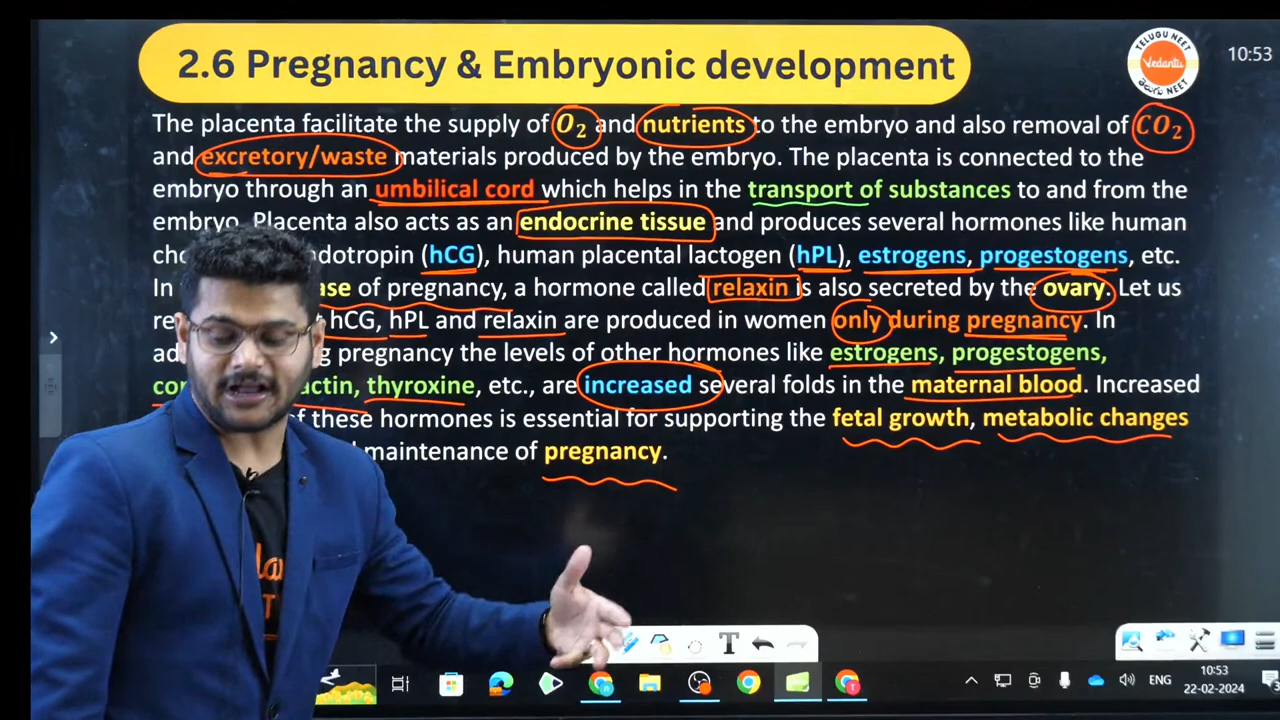 2.6 Pregnancy & Embryonic development
TELUGU NEET
Vedantu
తెలుగు NEET
10:53
The placenta facilitate the supply of O₂ and nutrients to the embryo and also removal of CO₂
and excretory/waste materials produced by the embryo. The placenta is connected to the
embryo through an umbilical cord which helps in the transport of substances to and from the
embryo. Placenta also acts as an endocrine tissue and produces several hormones like human
(hCG), human placental lactogen (hPL), estrogens, progestogens, etc.
In of pregnancy, a hormone called relaxin is also secreted by the ovary. Let us
hCG, hPL and relaxin are produced in women only during pregnancy. In
pregnancy the levels of other hormones like estrogens, progestogens,
thyroxine, etc., are increased several folds in the maternal blood. Increased
these hormones is essential for supporting the fetal growth, metabolic changes
maintenance of pregnancy.
T
ENG
10:53
22-02-2024